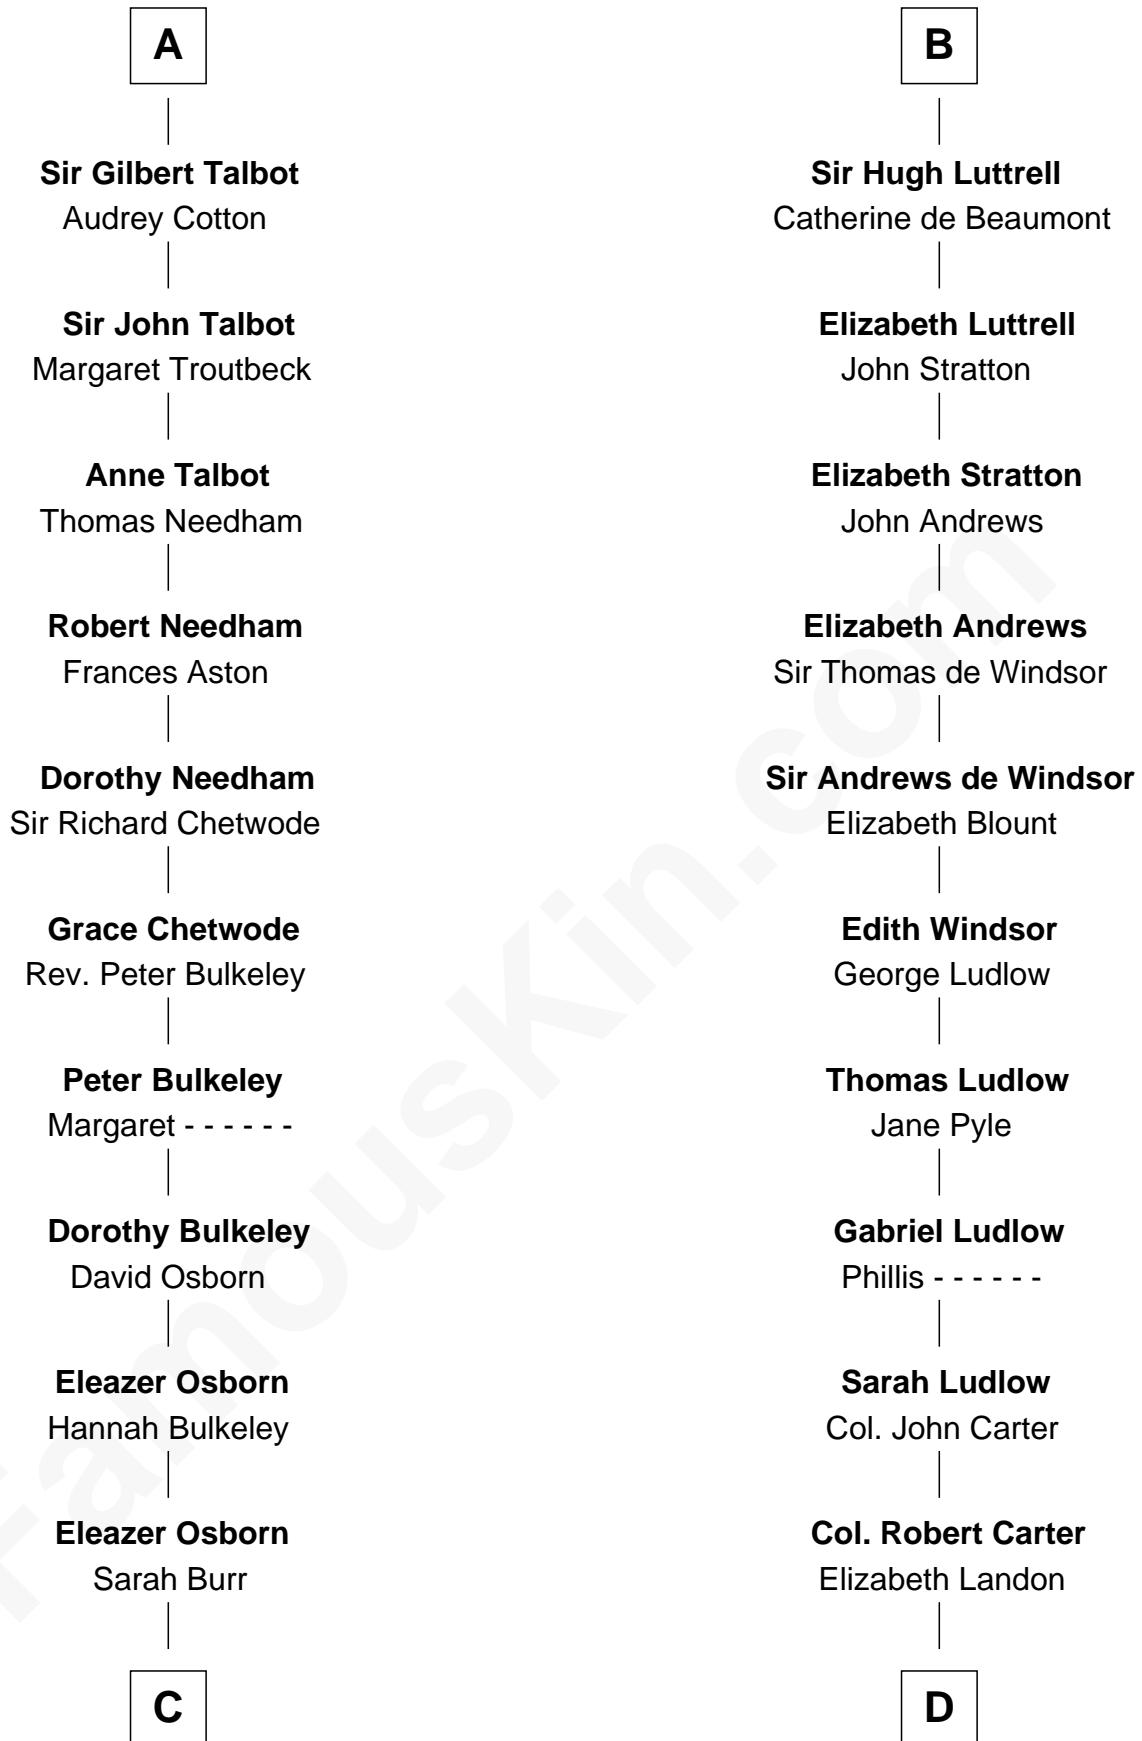 A
Sir Gilbert Talbot
Audrey Cotton
Sir John Talbot
Margaret Troutbeck
Anne Talbot
Thomas Needham
Robert Needham
Frances Aston
Dorothy Needham
Sir Richard Chetwode
Grace Chetwode
Rev. Peter Bulkeley
Peter Bulkeley
Margaret - - - - - -
Dorothy Bulkeley
David Osborn
Eleazer Osborn
Hannah Bulkeley
Eleazer Osborn
Sarah Burr
C
B
Sir Hugh Luttrell
Catherine de Beaumont
Elizabeth Luttrell
John Stratton
Elizabeth Stratton
John Andrews
Elizabeth Andrews
Sir Thomas de Windsor
Sir Andrews de Windsor
Elizabeth Blount
Edith Windsor
George Ludlow
Thomas Ludlow
Jane Pyle
Gabriel Ludlow
Phillis - - - - - -
Sarah Ludlow
Col. John Carter
Col. Robert Carter
Elizabeth Landon
D
FamousKin.com